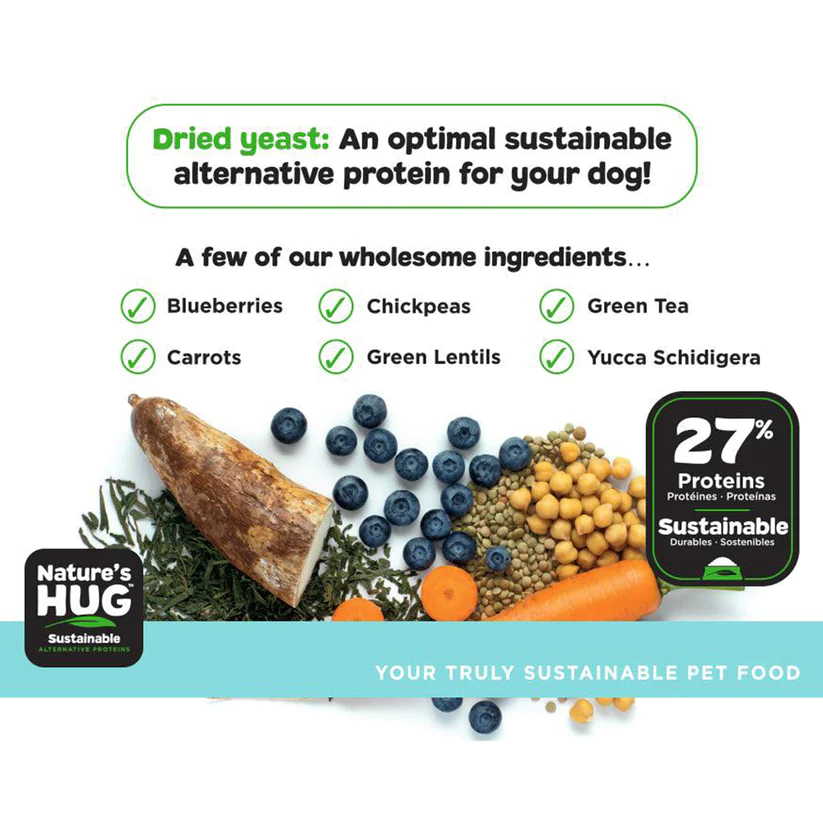 Dried yeast: An optimal sustainable
alternative protein for your dog!
A few of our wholesome ingredients...
✓ Blueberries
✓ Chickpeas
✓ Green Tea
✓ Carrots
✓ Green Lentils
✓ Yucca Schidigera
27%
Proteins
Protéines · Proteínas
Sustainable
Durables · Sostenibles
Nature's
HUG™
Sustainable
ALTERNATIVE PROTEINS
YOUR TRULY SUSTAINABLE PET FOOD